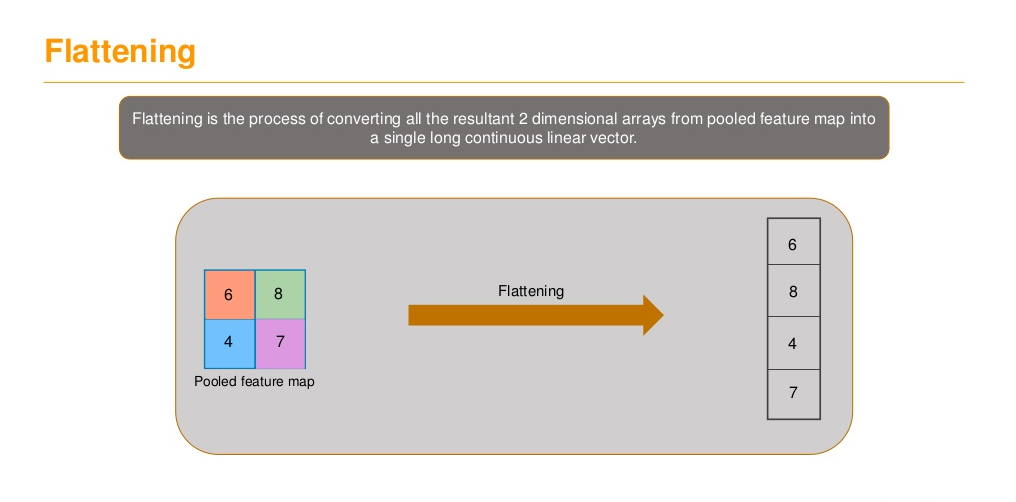 Flattening
Flattening is the process of converting all the resultant 2 dimensional arrays from pooled feature map into
a single long continuous linear vector.
6 8
4 7
Pooled feature map
Flattening
6
8
4
7